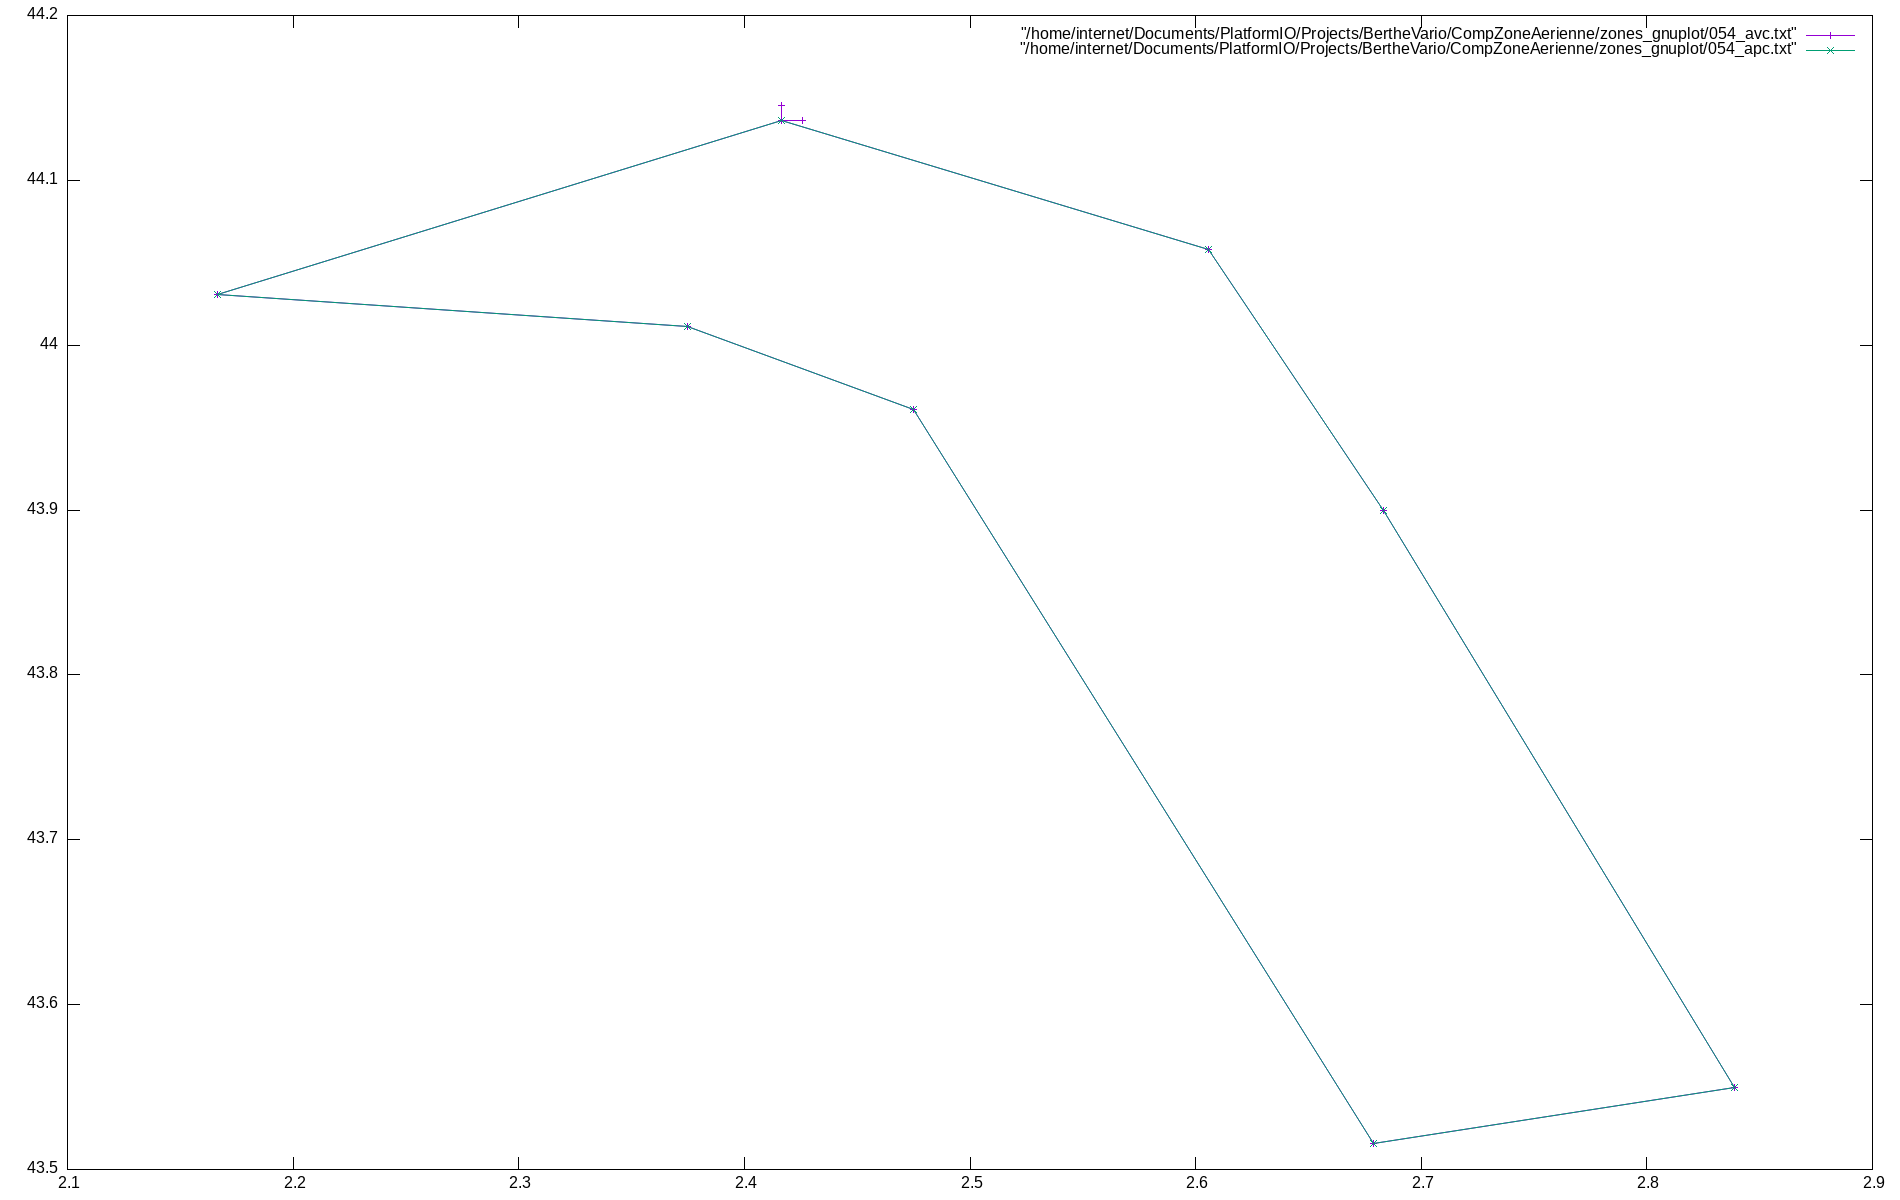 "/home/internet/Documents/PlatformIO/Projects/BertheVario/CompZoneAerienne/zones_gnuplot/054_avc.txt"
"/home/internet/Documents/PlatformIO/Projects/BertheVario/CompZoneAerienne/zones_gnuplot/054_apc.txt"
44.2
44.1
44
43.9
43.8
43.7
43.6
43.5
2.1 2.2 2.3 2.4 2.5 2.6 2.7 2.8 2.9